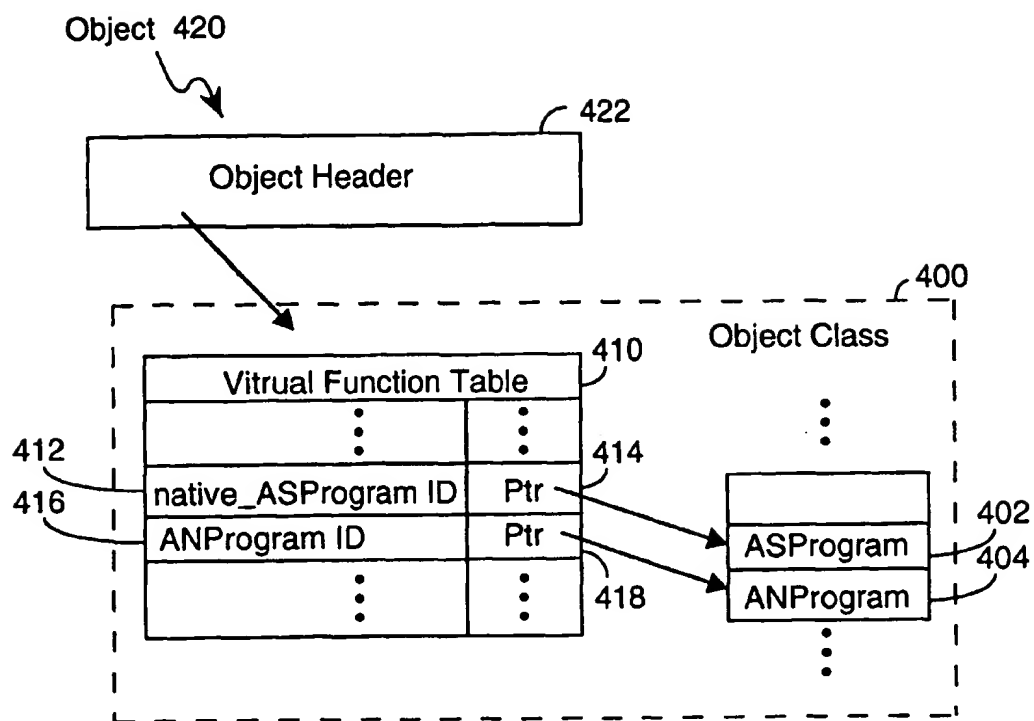 Object 420
422
Object Header
400
Object Class
410
Vitrual Function Table
412
414
native_ASProgram ID Ptr
416
402
ASProgram
ANProgram ID Ptr
404
418
ANProgram